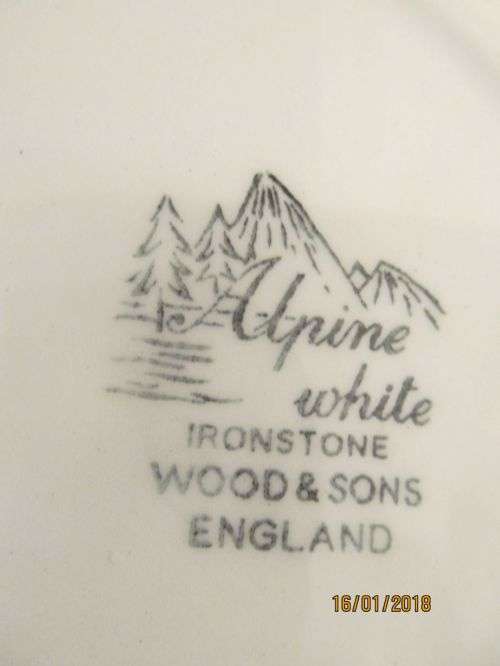 Alpine
white
IRONSTONE
WOOD & SONS
ENGLAND
16/01/2018